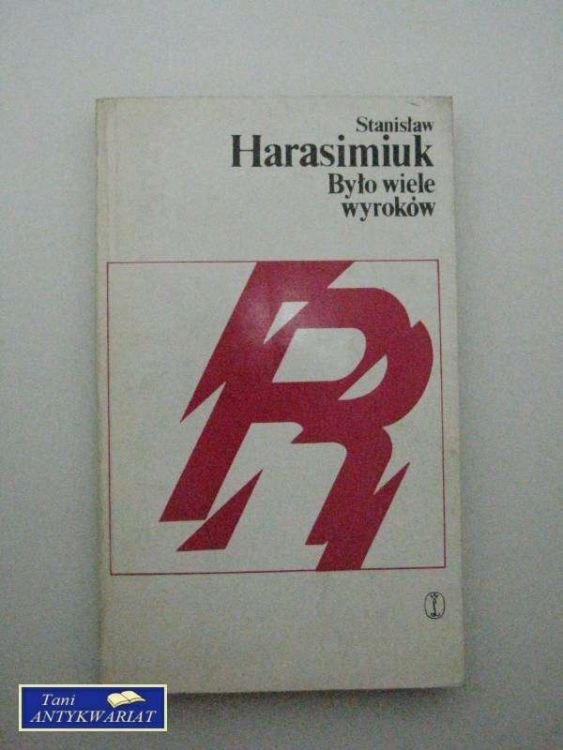 Stanisław
Harasimiuk
Było wiele
wyroków
R
Tani
ANTYKWARIAT